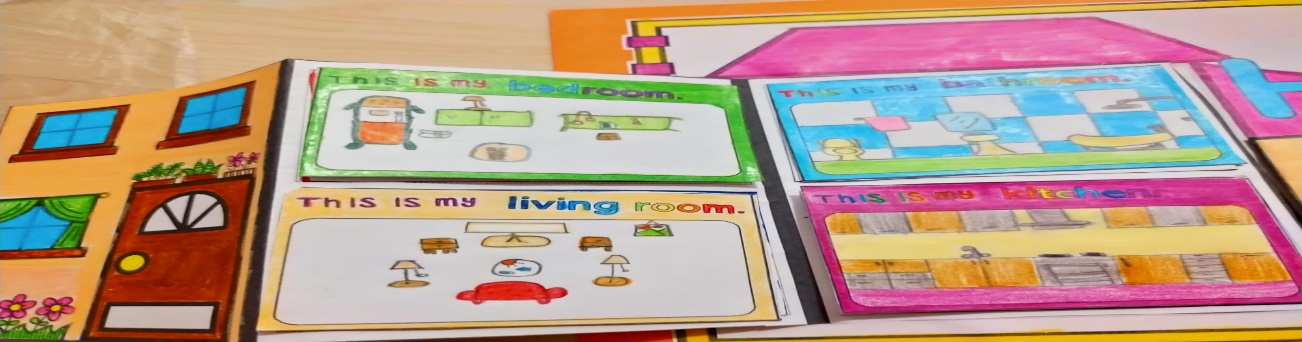 This is my bedroom.
This is my bathroom.
This is my living room.
This is my kitchen.